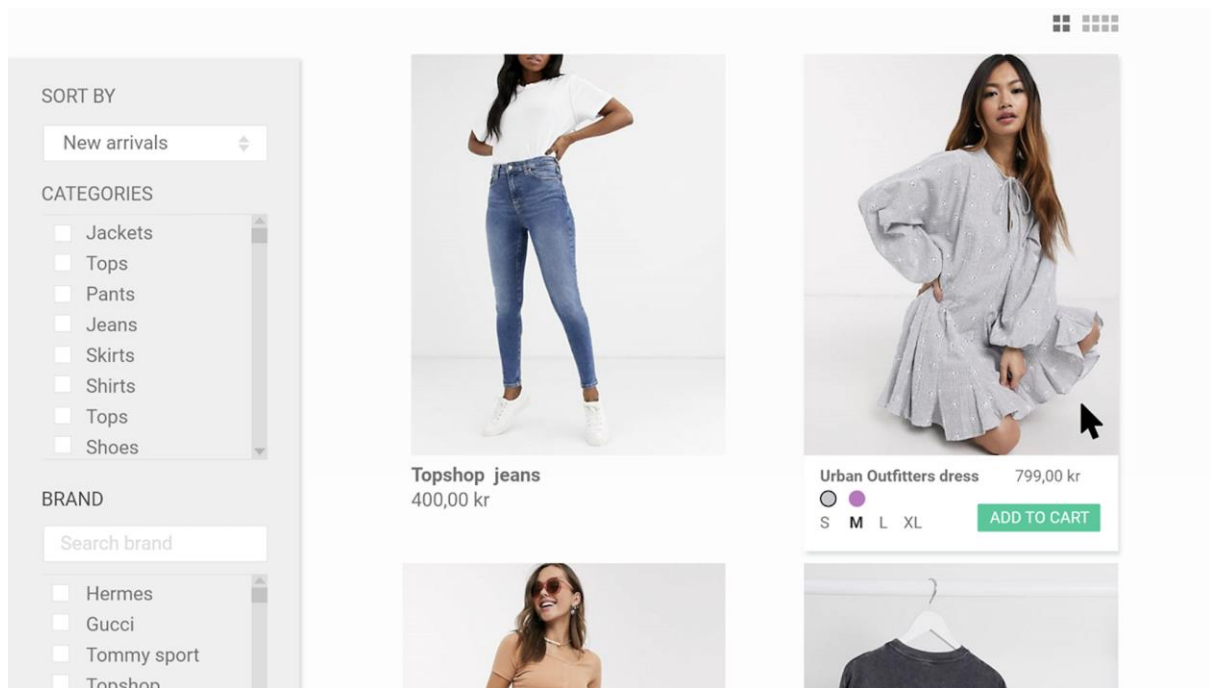 SORT BY
New arrivals
CATEGORIES
Jackets
Tops
Pants
Jeans
Skirts
Shirts
Tops
Shoes
BRAND
Search brand
Hermes
Gucci
Tommy sport
Topshop
Topshop jeans
400,00 kr
Urban Outfitters dress 799,00 kr
S M L XL
ADD TO CART